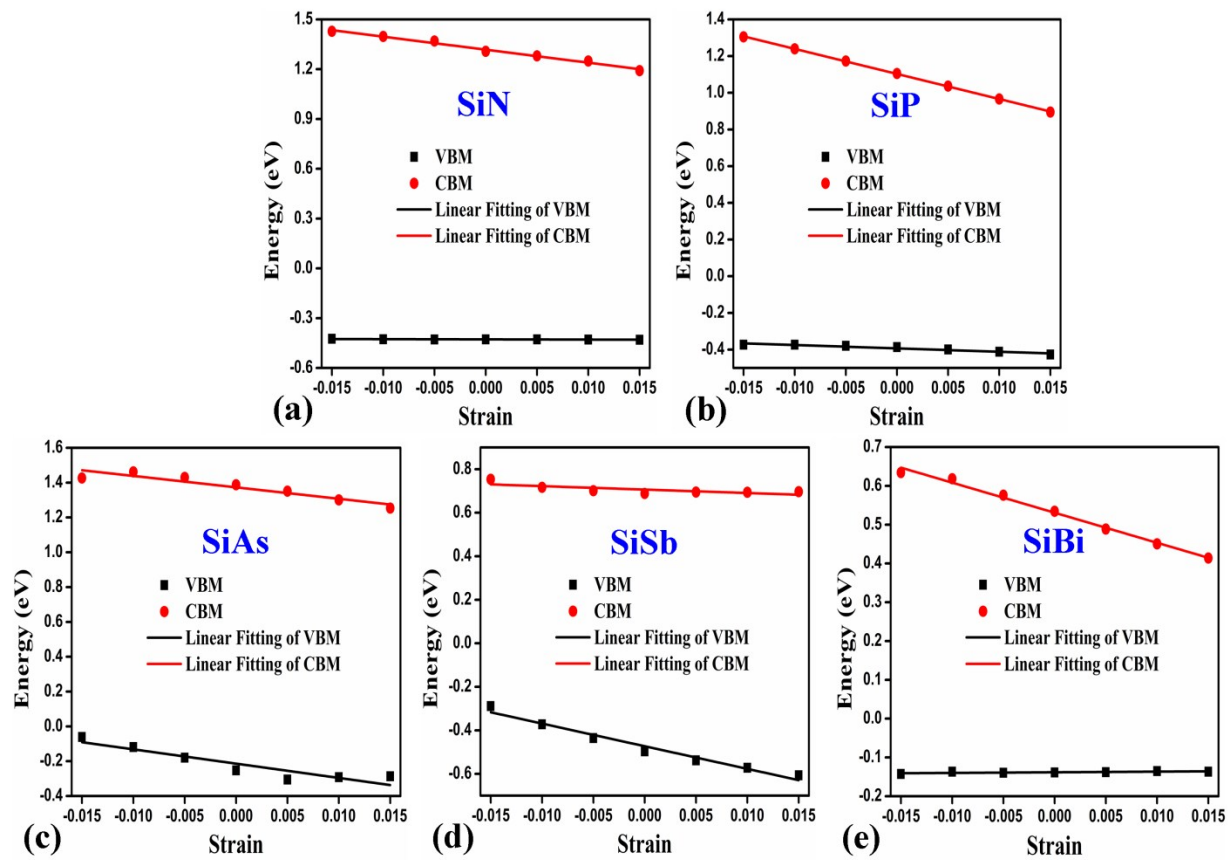 1.5
1.2
0.9
0.6
0.3
0.0
-0.3
-0.6
Energy (eV)
SiN
VBM
CBM
Linear Fitting of VBM
Linear Fitting of CBM
-0.015 -0.010 -0.005 0.000 0.005 0.010 0.015
Strain
(a)
1.4
1.2
1.0
0.8
0.6
0.4
0.2
0.0
-0.2
-0.4
Energy (eV)
SiP
VBM
CBM
Linear Fitting of VBM
Linear Fitting of CBM
-0.015 -0.010 -0.005 0.000 0.005 0.010 0.015
Strain
(b)
1.6
1.4
1.2
1.0
0.8
0.6
0.4
0.2
0.0
-0.2
-0.4
Energy (eV)
SiAs
VBM
CBM
Linear Fitting of VBM
Linear Fitting of CBM
-0.015 -0.010 -0.005 0.000 0.005 0.010 0.015
Strain
(c)
0.8
0.6
0.4
0.2
0.0
-0.2
-0.4
-0.6
Energy (eV)
SiSb
VBM
CBM
Linear Fitting of VBM
Linear Fitting of CBM
-0.015 -0.010 -0.005 0.000 0.005 0.010 0.015
Strain
(d)
0.7
0.6
0.5
0.4
0.3
0.2
0.1
0.0
-0.1
-0.2
Energy (eV)
SiBi
VBM
CBM
Linear Fitting of VBM
Linear Fitting of CBM
-0.015 -0.010 -0.005 0.000 0.005 0.010 0.015
Strain
(e)